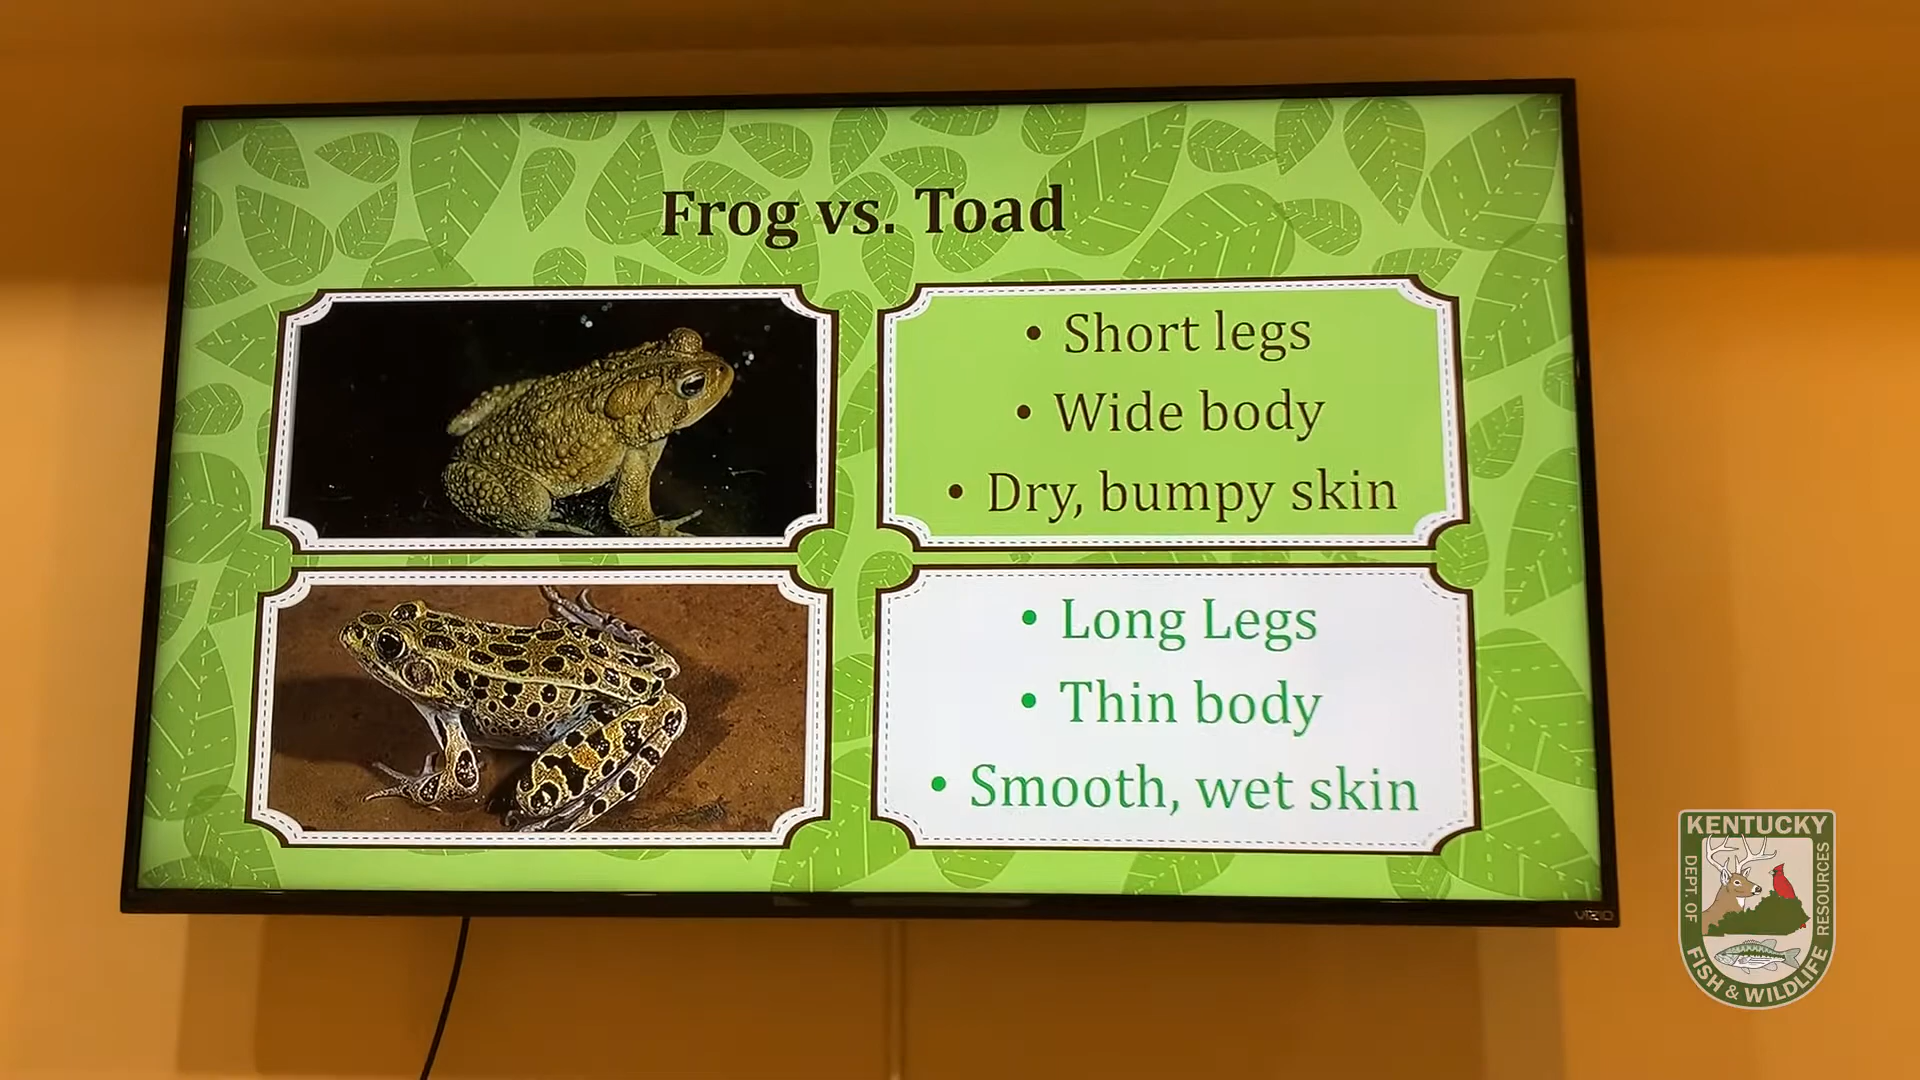 Frog vs. Toad
• Short legs
• Wide body
• Dry, bumpy skin
• Long Legs
• Thin body
• Smooth, wet skin
VIZIO
KENTUCKY
DEPT. OF
FISH & WILDLIFE
RESOURCES